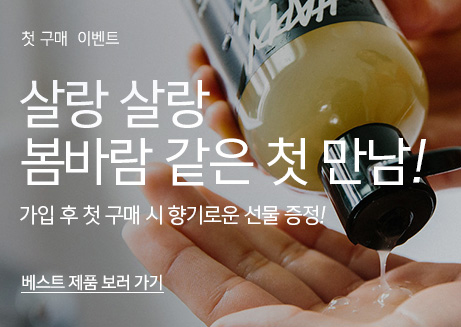 첫 구매 이벤트
살랑 살랑
봄바람 같은 첫 만남!
가입 후 첫 구매 시 향기로운 선물 증정!
베스트 제품 보러 가기